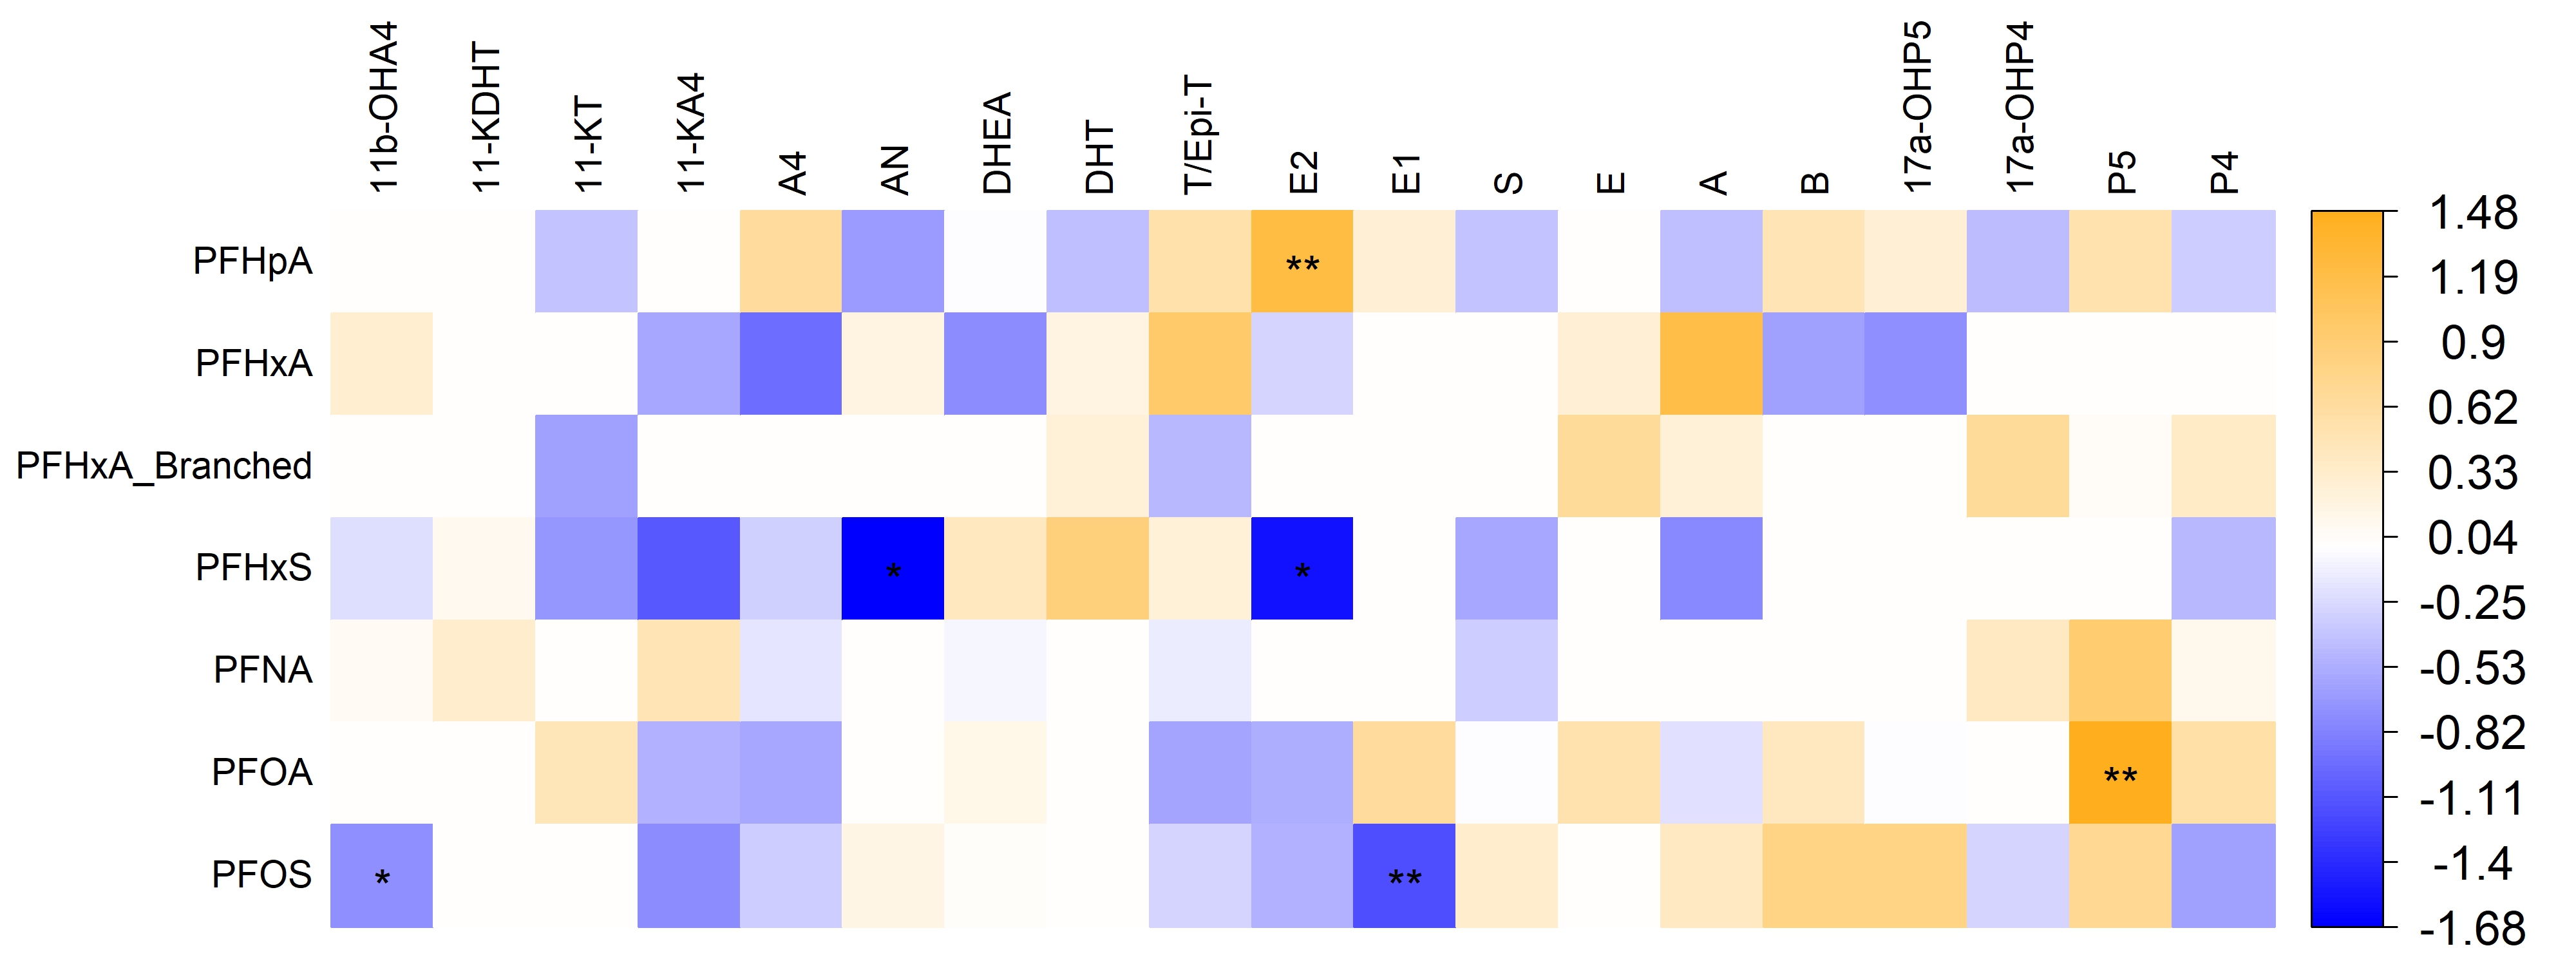 11b-OHA4
11-KDHT
11-KT
11-KA4
A4
AN
DHEA
DHT
T/Epi-T
E2
E1
S
E
A
B
17a-OHP5
17a-OHP4
P5
P4
PFHpA
**
PFHxA
PFHxA_Branched
PFHxS
*
*
PFNA
PFOA
**
PFOS
*
**
1.48
1.19
0.9
0.62
0.33
0.04
-0.25
-0.53
-0.82
-1.11
-1.4
-1.68